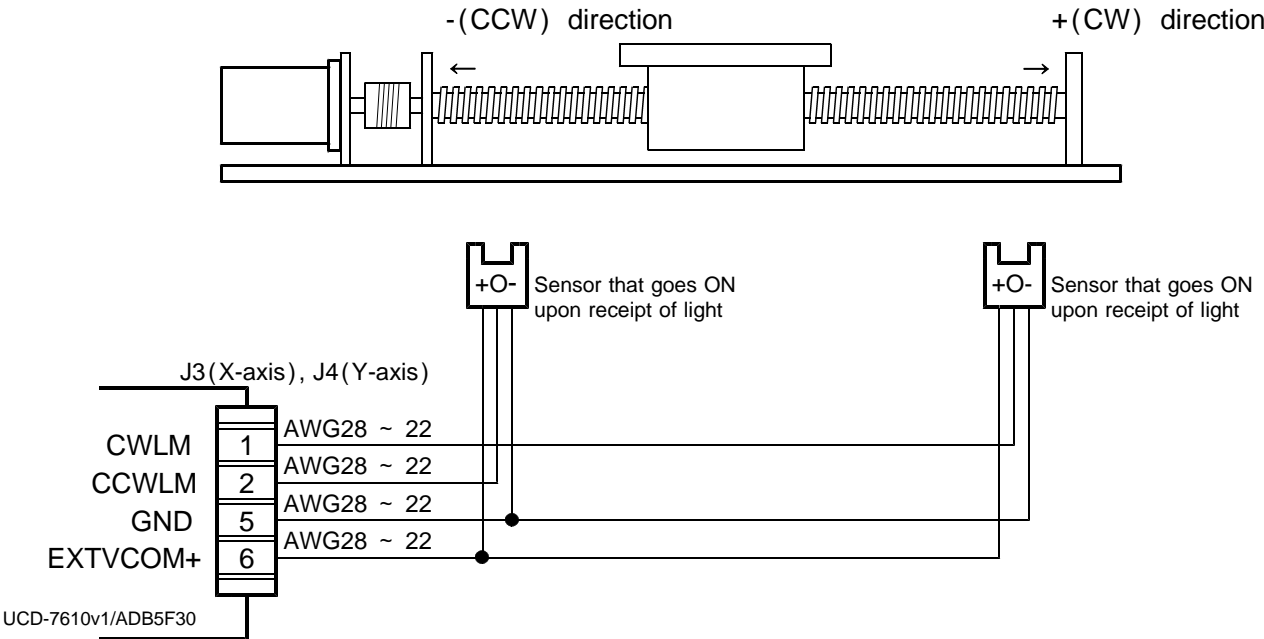 -(CCW) direction
+(CW) direction
←
→
+O-
Sensor that goes ON
upon receipt of light
+O-
Sensor that goes ON
upon receipt of light
J3(X-axis), J4(Y-axis)
CWLM 1 AWG28 ~ 22
CCWLM 2 AWG28 ~ 22
GND 5 AWG28 ~ 22
EXTVCOM+ 6 AWG28 ~ 22
UCD-7610v1/ADB5F30